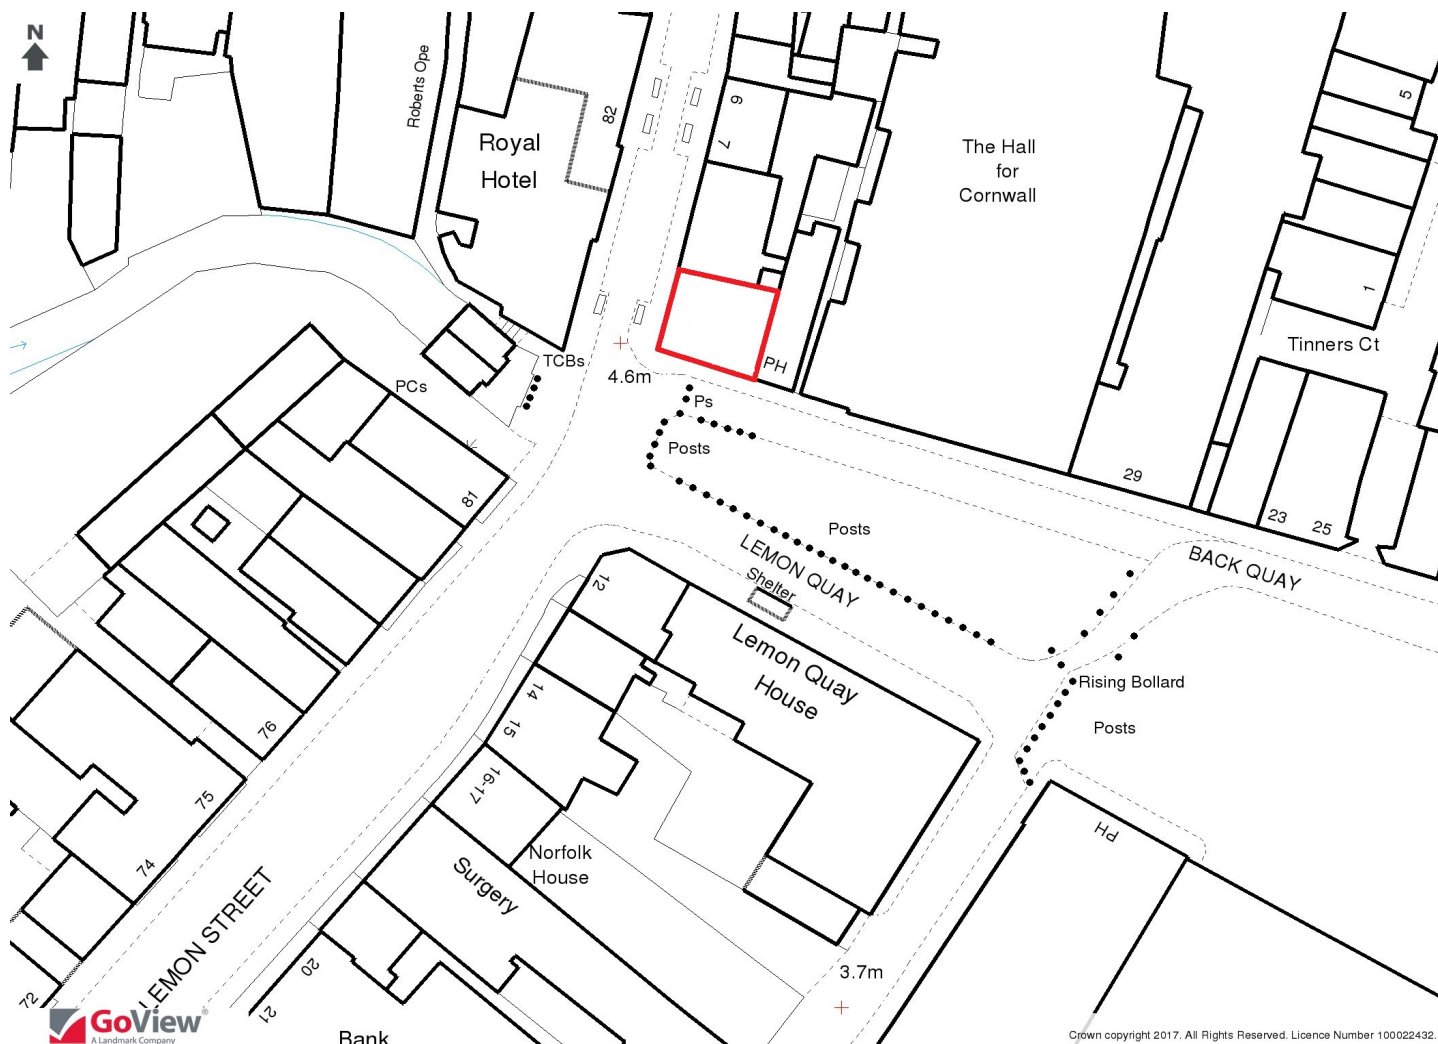 N
Roberts Ope
Royal
Hotel
82
6
7
The Hall
for
Cornwall
5
1
Tinners Ct
TCBs
PCs
4.6m
PH
Ps
Posts
81
Posts
29
23
25
LEMON QUAY
Shelter
BACK QUAY
12
Lemon Quay
House
Rising Bollard
Posts
14
15
16-17
76
75
74
72
Norfolk
House
Surgery
PH
LEMON STREET
20
21
Bank
3.7m
GoView®
A Landmark Company
Crown copyright 2017. All Rights Reserved. Licence Number 100022432.